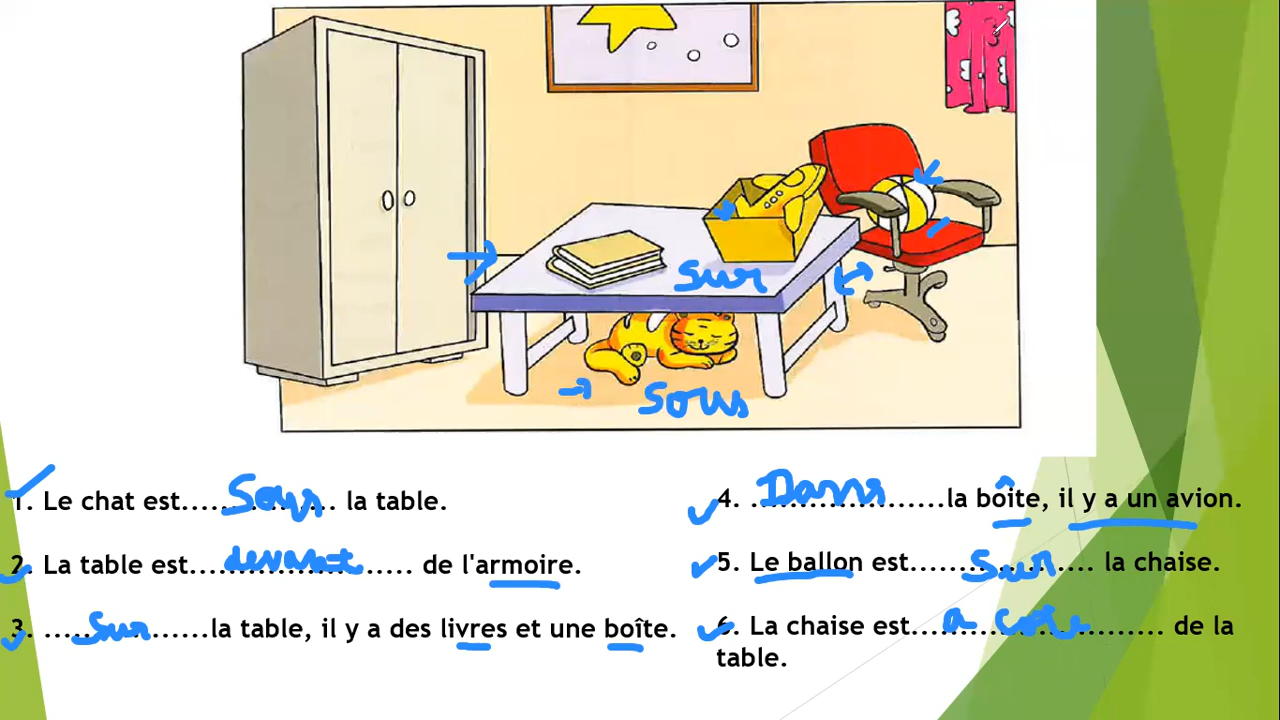 sur
sous
1. Le chat est.....Sous..... la table.
2. La table est.....devant..... de l'armoire.
3. .....Sur.....la table, il y a des livres et une boîte.
4. .....Dans.....la boîte, il y a un avion.
5. Le ballon est.....Sur..... la chaise.
6. La chaise est.....a côte..... de la
table.